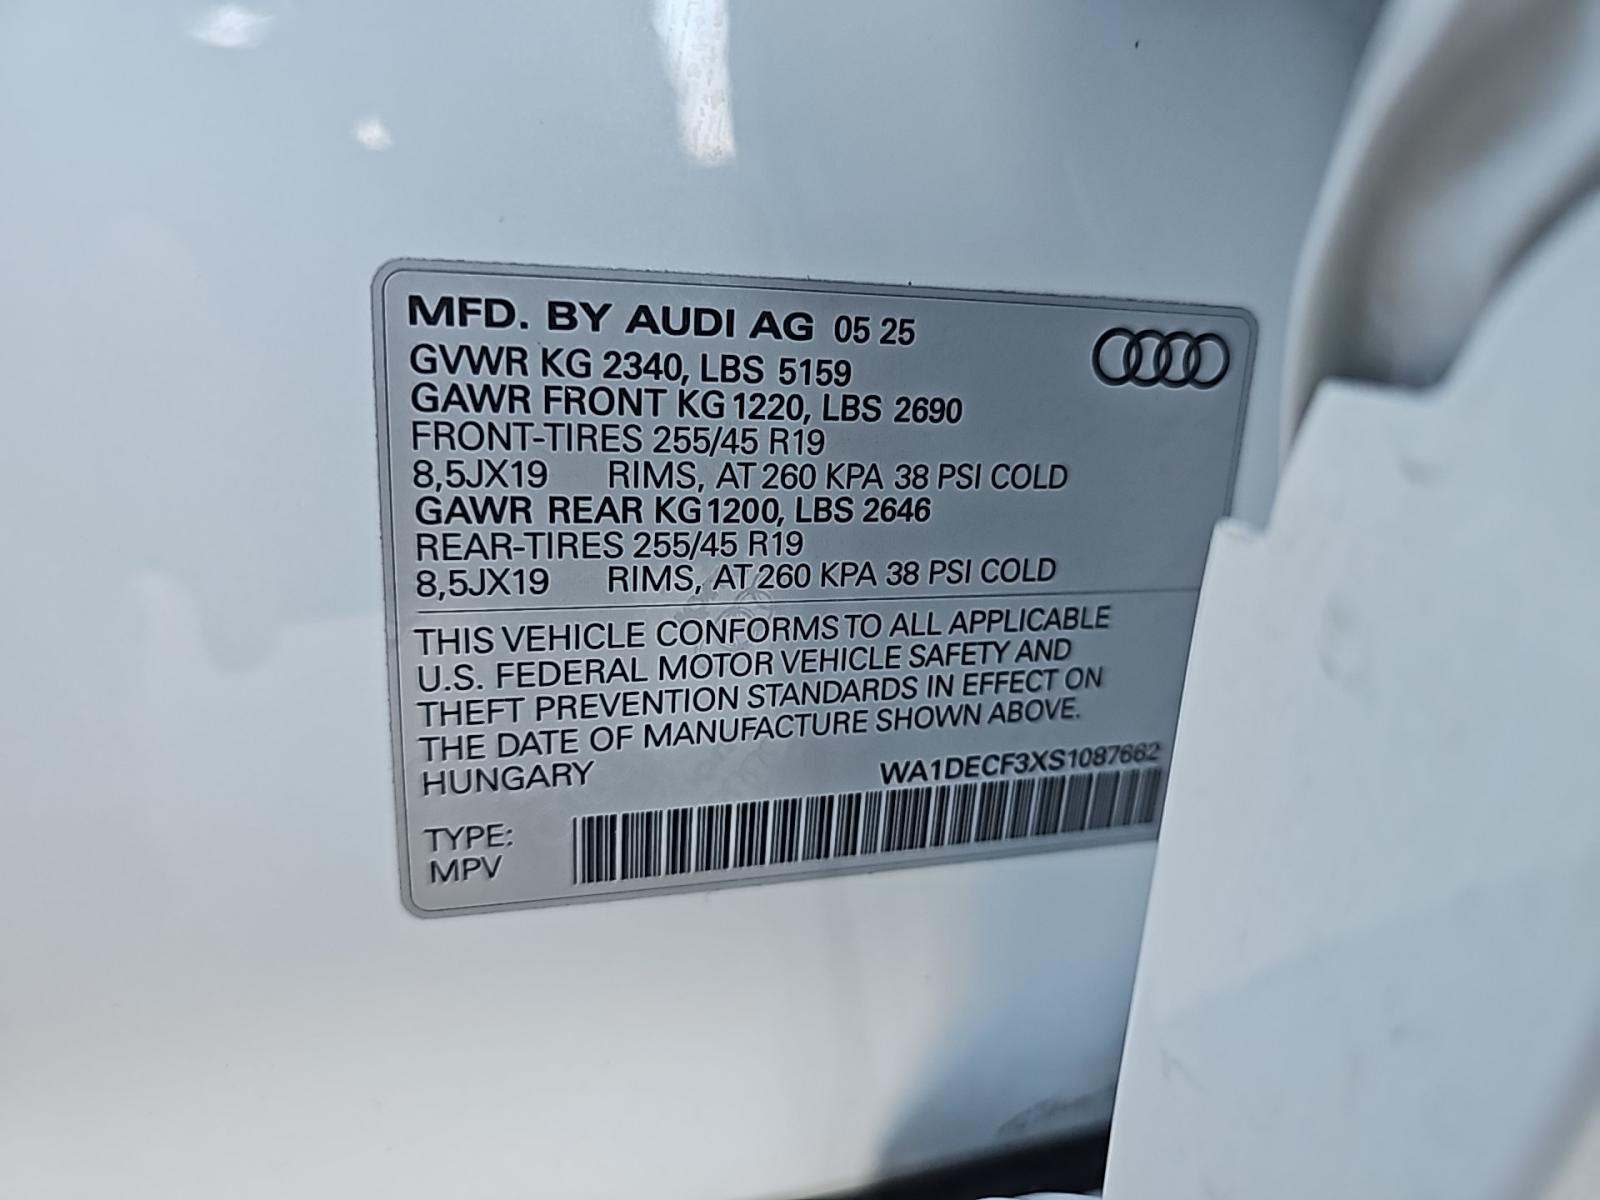 MFD. BY AUDI AG 05 25
GVWR KG 2340, LBS 5159
GAWR FRONT KG 1220, LBS 2690
FRONT-TIRES 255/45 R19
8,5JX19 RIMS, AT 260 KPA 38 PSI COLD
GAWR REAR KG 1200, LBS 2646
REAR-TIRES 255/45 R19
8,5JX19 RIMS, AT 260 KPA 38 PSI COLD
THIS VEHICLE CONFORMS TO ALL APPLICABLE
U.S. FEDERAL MOTOR VEHICLE SAFETY AND
THEFT PREVENTION STANDARDS IN EFFECT ON
THE DATE OF MANUFACTURE SHOWN ABOVE.
HUNGARY WA1DECF3XS1087662
TYPE:
MPV